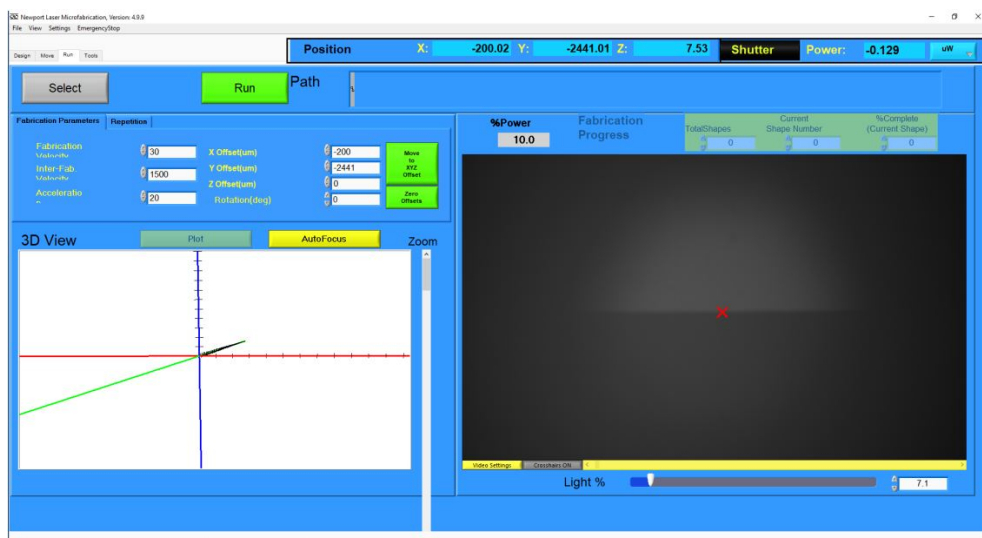 Newport Laser Microfabrication, Version: 4.9.9
File View Settings EmergencyStop
Design Move Run Tools
Position X: -200.02 Y: -2441.01 Z: 7.53 Shutter Power: -0.129 uW
Select Run Path
Fabrication Parameters Repetition
Fabrication
Velocity 30 X Offset(um) -200
Inter-Fab.
Velocity 1500 Y Offset(um) -2441
Z Offset(um) 0
Acceleratio 20 Rotation(deg) 0
Move
to
XYZ
Offset
Zero
Offsets
%Power
10.0
Fabrication
Progress
TotalShapes
0
Current
Shape Number
0
%Complete
(Current Shape)
0
3D View Plot AutoFocus Zoom
Video Settings Crosshairs ON
Light % 7.1